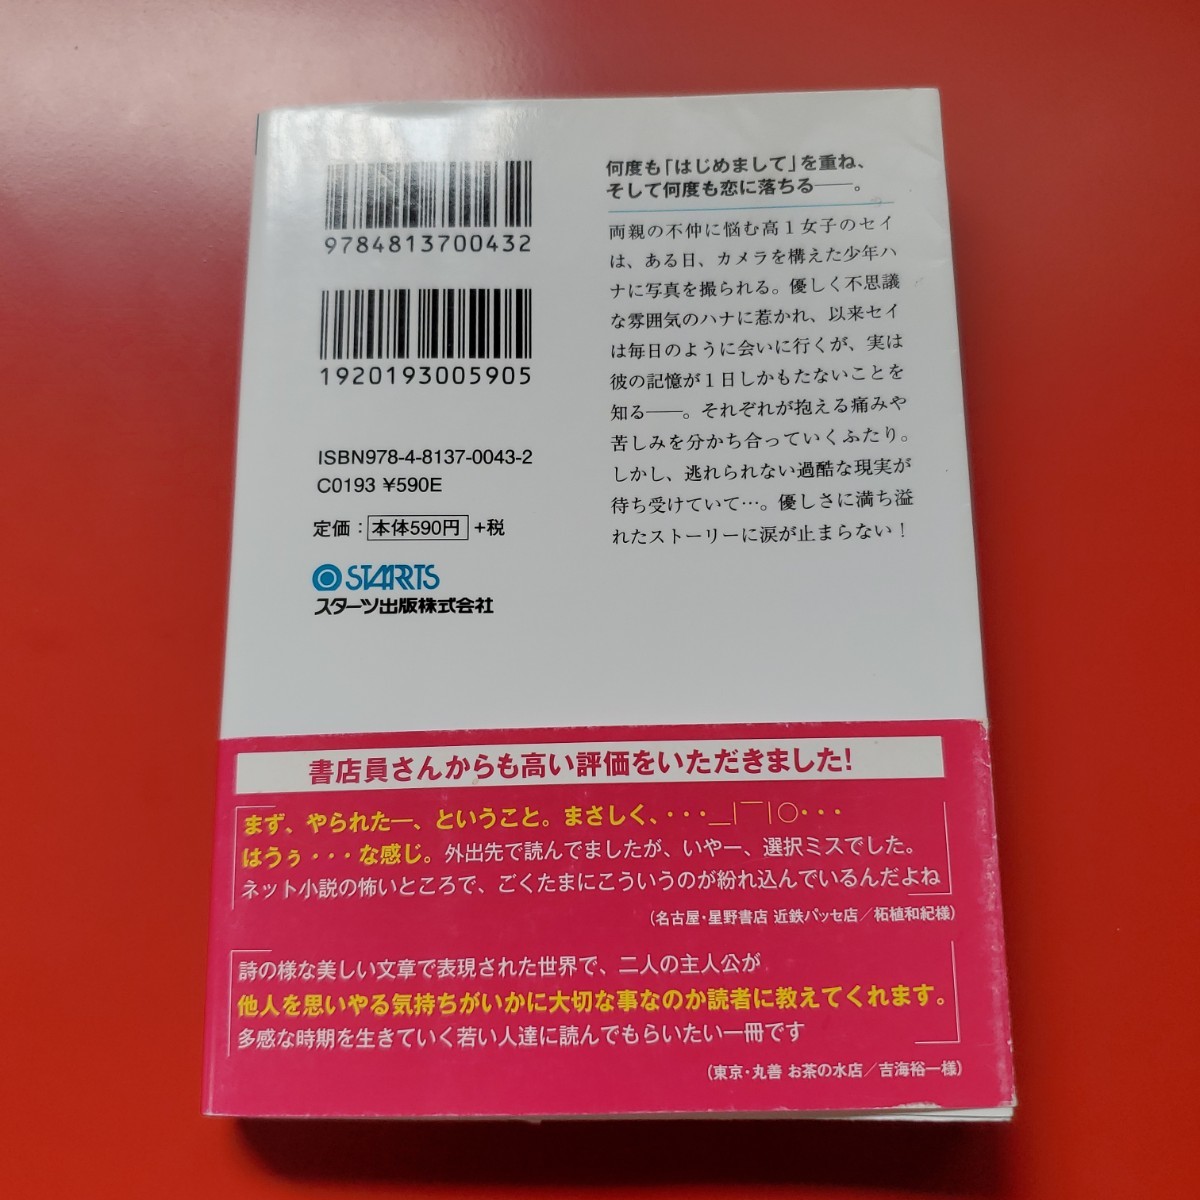 9784813700432
1920193005905
ISBN978-4-8137-0043-2
C0193 ¥590E
定価：本体590円+税
STARTS
スターツ出版株式会社
何度も「はじめまして」を重ね、
そして何度も恋に落ちる――。
両親の不仲に悩む高１女子のセイ
は、ある日、カメラを構えた少年ハ
ナに写真を撮られる。優しく不思議
な雰囲気のハナに惹かれ、以来セイ
は毎日のように会いに行くが、実は
彼の記憶が１日しかもたないことを
知る――。それぞれが抱える痛みや
苦しみを分かち合っていくふたり。
しかし、逃れられない過酷な現実が
待ち受けていて…。優しさに満ち溢
れたストーリーに涙が止まらない！
書店員さんからも高い評価をいただきました！
まず、やられた―、ということ。まさしく、・・・＿|￣|○・・・
はうぅ・・・な感じ。外出先で読んでましたが、いやー、選択ミスでした。
ネット小説の怖いところで、ごくたまにこういうのが紛れ込んでいるんだよね
（名古屋・星野書店 近鉄パッセ店／柘植和紀様）
詩の様な美しい文章で表現された世界で、二人の主人公が
他人を思いやる気持ちがいかに大切な事なのか読者に教えてくれます。
多感な時期を生きていく若い人達に読んでもらいたい一冊です
（東京・丸善 お茶の水店／吉海裕一様）